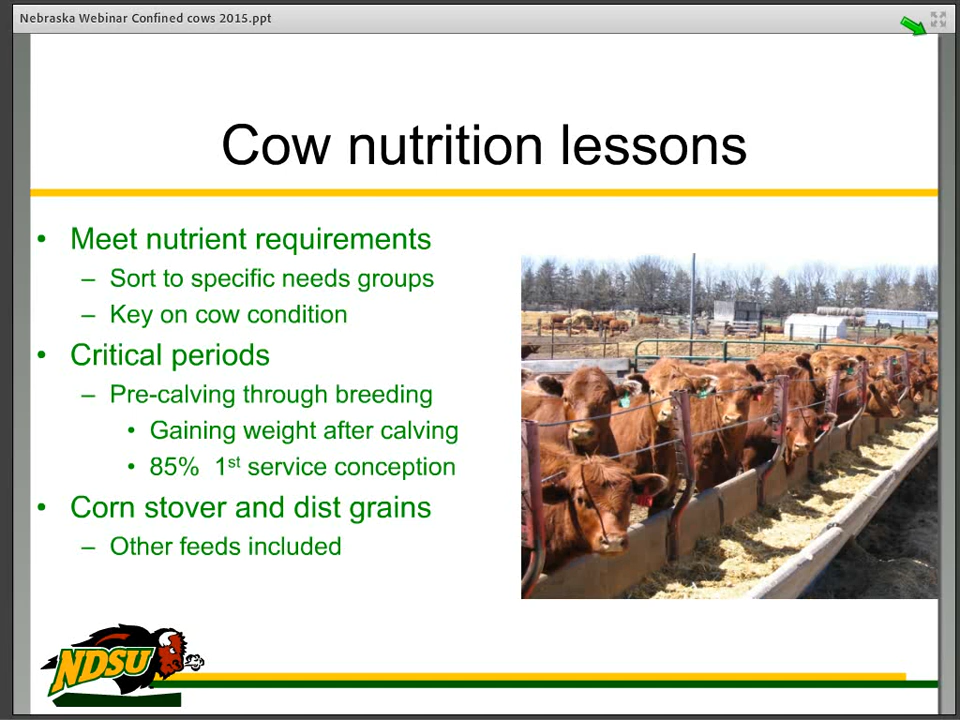 Nebraska Webinar Confined cows 2015.ppt
Cow nutrition lessons
• Meet nutrient requirements
– Sort to specific needs groups
– Key on cow condition
• Critical periods
– Pre-calving through breeding
• Gaining weight after calving
• 85% 1st service conception
• Corn stover and dist grains
– Other feeds included
NDSU